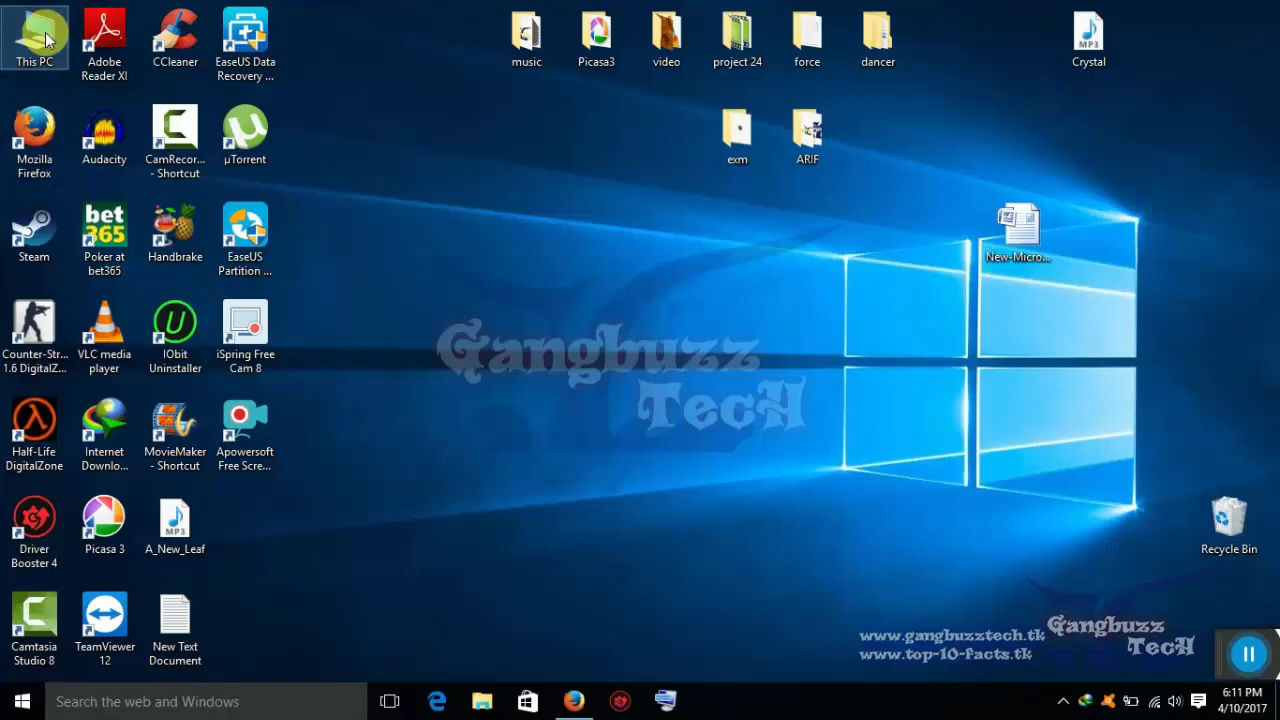 This PC
Adobe
Reader XI
CCleaner
EaseUS Data
Recovery ...
music
Picasa3
video
project 24
force
dancer
MP3
Crystal
Mozilla
Firefox
Audacity
CamRecor...
- Shortcut
µ
µTorrent
exm
ARIF
Steam
bet
365
Poker at
bet365
Handbrake
EaseUS
Partition ...
New-Micro...
Counter-Str...
1.6 DigitalZ...
VLC media
player
U
IObit
Uninstaller
iSpring Free
Cam 8
Gangbuzz
TecH
Half-Life
DigitalZone
Internet
Downlo...
MovieMaker
- Shortcut
Apowersoft
Free Scre...
Driver
Booster 4
Picasa 3
MP3
A_New_Leaf
Recycle Bin
Camtasia
Studio 8
TeamViewer
12
New Text
Document
www.gangbuzztech.tk
www.top-10-facts.tk
Gangbuzz
TecH
Search the web and Windows
6:11 PM
4/10/2017